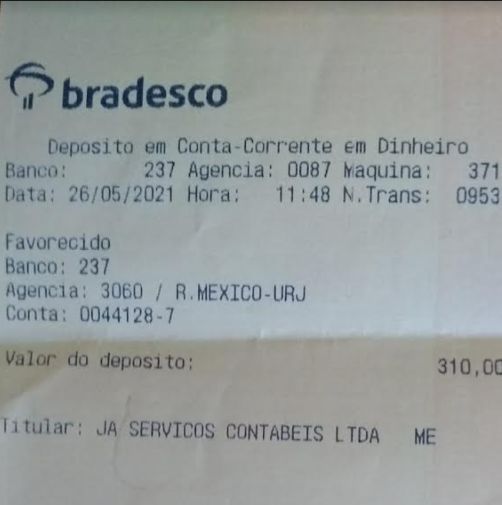 bradesco
Deposito em Conta-Corrente em Dinheiro
Banco: 237 Agencia: 0087 Maquina: 371
Data: 26/05/2021 Hora: 11:48 N.Trans: 0953
Favorecido
Banco: 237
Agencia: 3060 / R.MEXICO-URJ
Conta: 0044128-7
Valor do deposito: 310,00
Titular: JA SERVICOS CONTABEIS LTDA ME